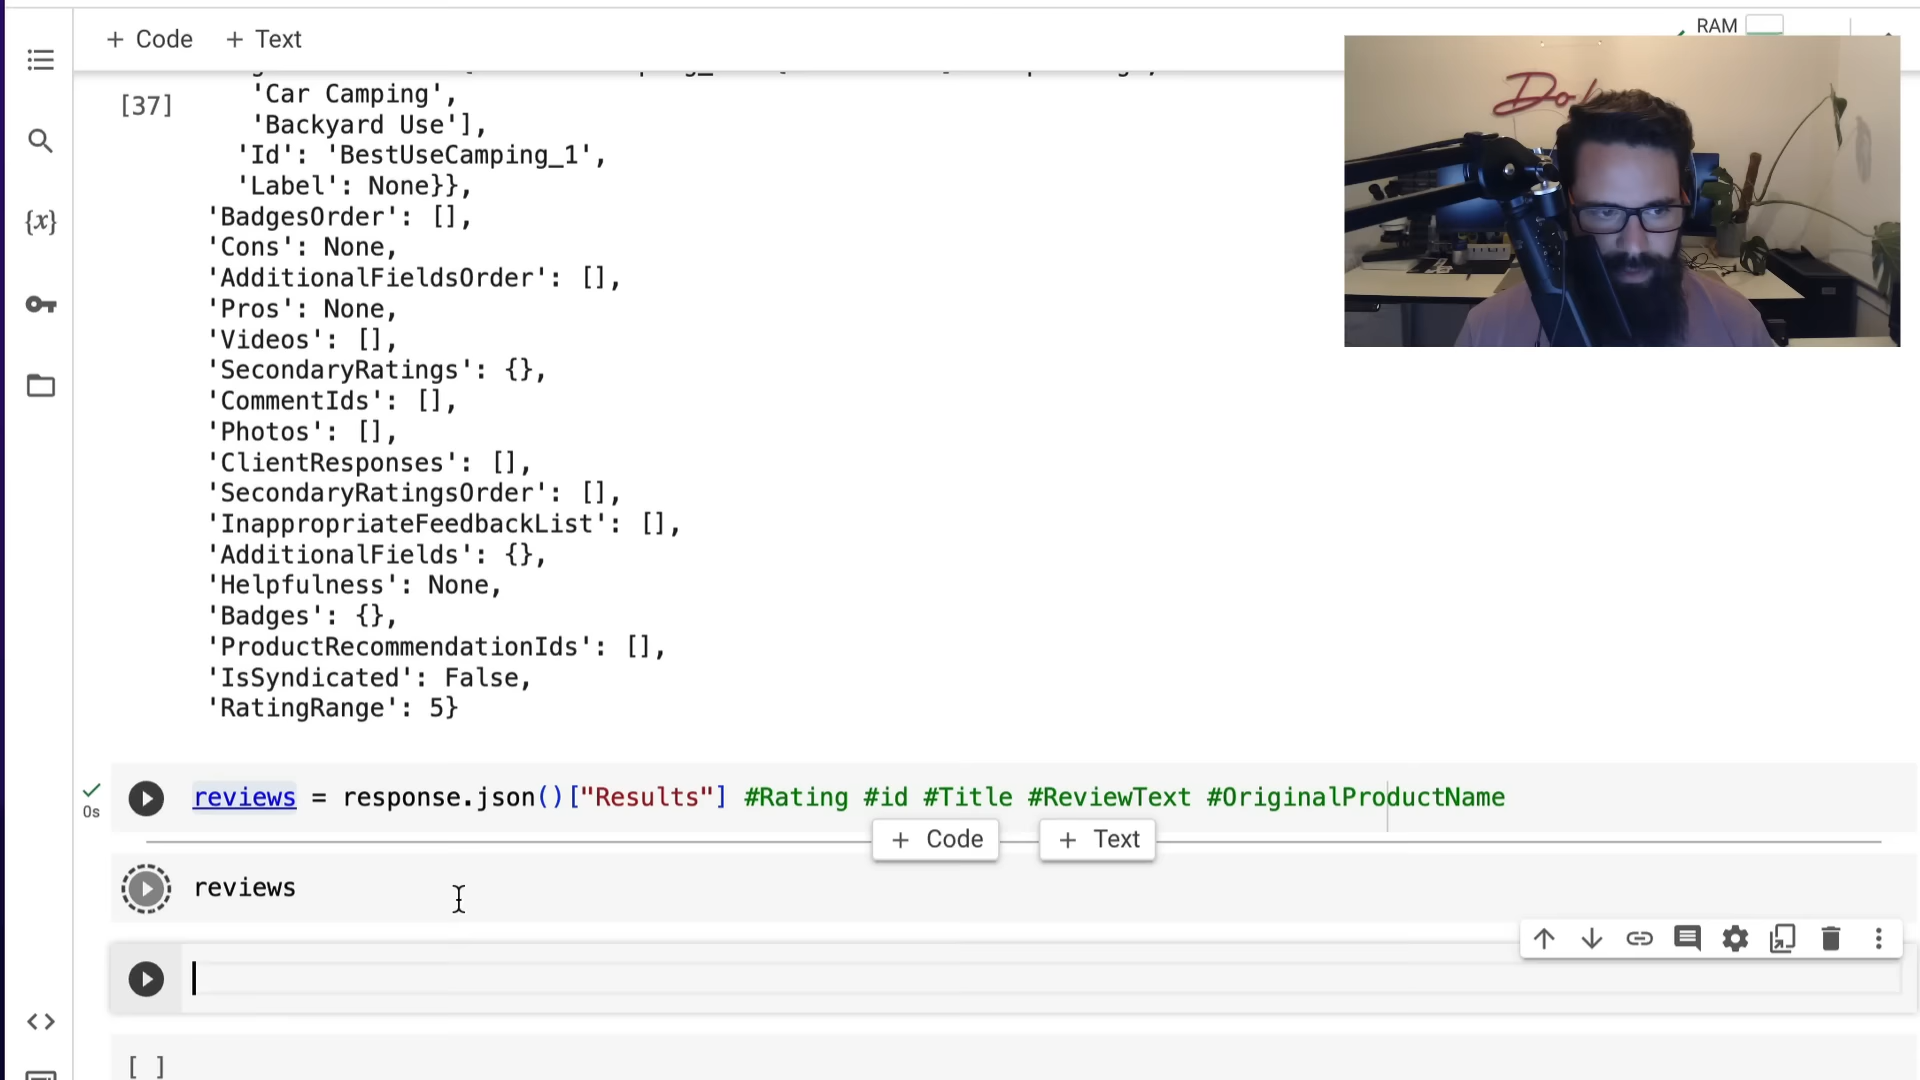 + Code + Text
RAM
[37]
'Car Camping',
'Backyard Use'],
'Id': 'BestUseCamping_1',
'Label': None}},
'BadgesOrder': [],
'Cons': None,
'AdditionalFieldsOrder': [],
'Pros': None,
'Videos': [],
'SecondaryRatings': {},
'CommentIds': [],
'Photos': [],
'ClientResponses': [],
'SecondaryRatingsOrder': [],
'InappropriateFeedbackList': [],
'AdditionalFields': {},
'Helpfulness': None,
'Badges': {},
'ProductRecommendationIds': [],
'IsSyndicated': False,
'RatingRange': 5}
reviews = response.json()["Results"] #Rating #id #Title #ReviewText #OriginalProductName
0s
+ Code + Text
reviews
[ ]